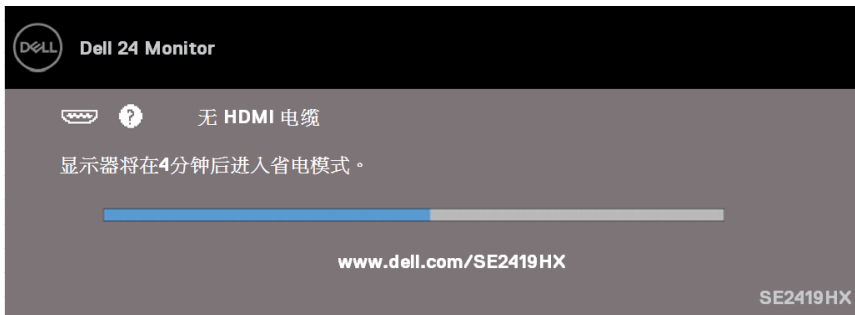 DELL Dell 24 Monitor
? 无 HDMI 电缆
显示器将在4分钟后进入省电模式。
www.dell.com/SE2419HX
SE2419HX